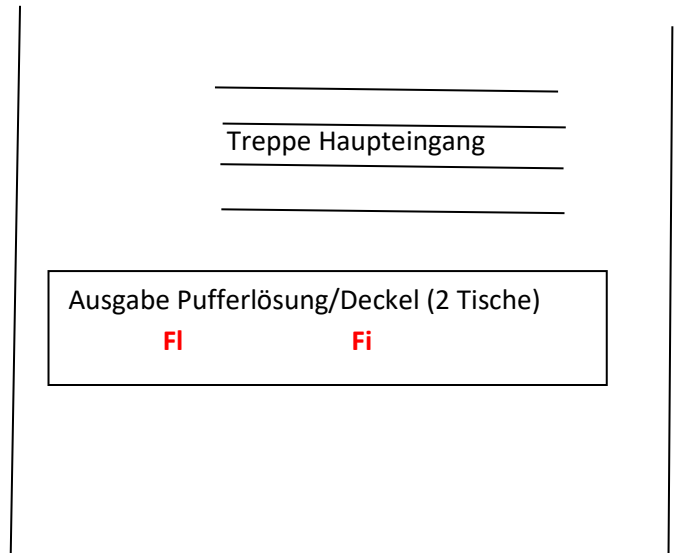 Treppe Haupteingang
Ausgabe Pufferlösung/Deckel (2 Tische)
Fl Fi